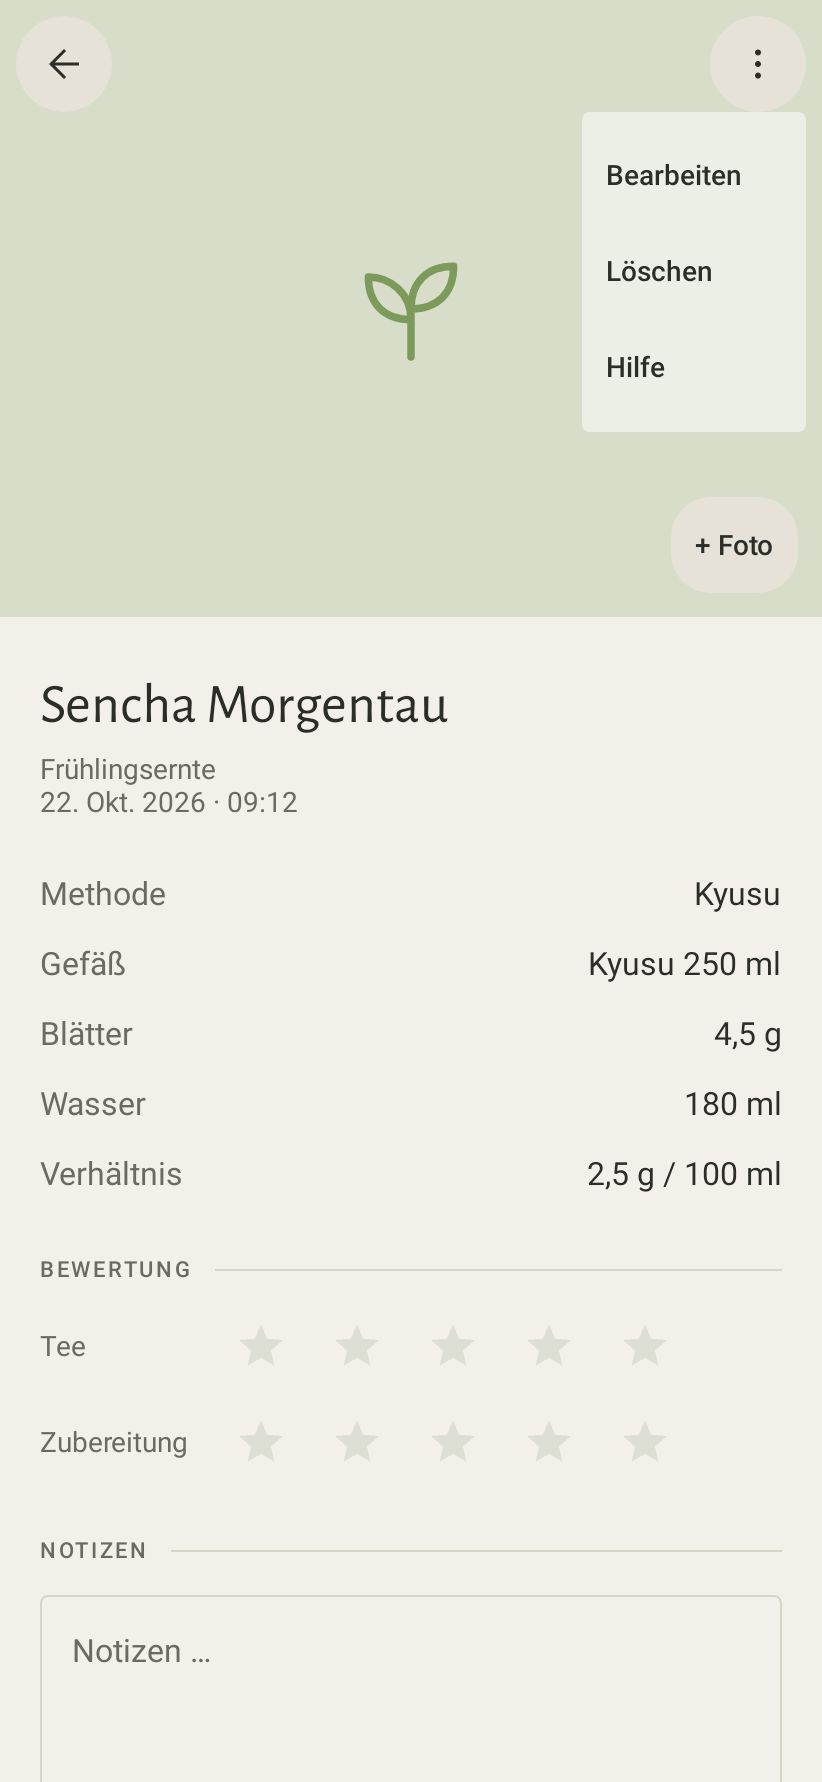 Bearbeiten
Löschen
Hilfe
+ Foto
Sencha Morgentau
Frühlingsernte
22. Okt. 2026 · 09:12
Methode Kyusu
Gefäß Kyusu 250 ml
Blätter 4,5 g
Wasser 180 ml
Verhältnis 2,5 g / 100 ml
BEWERTUNG
Tee
Zubereitung
NOTIZEN
Notizen …